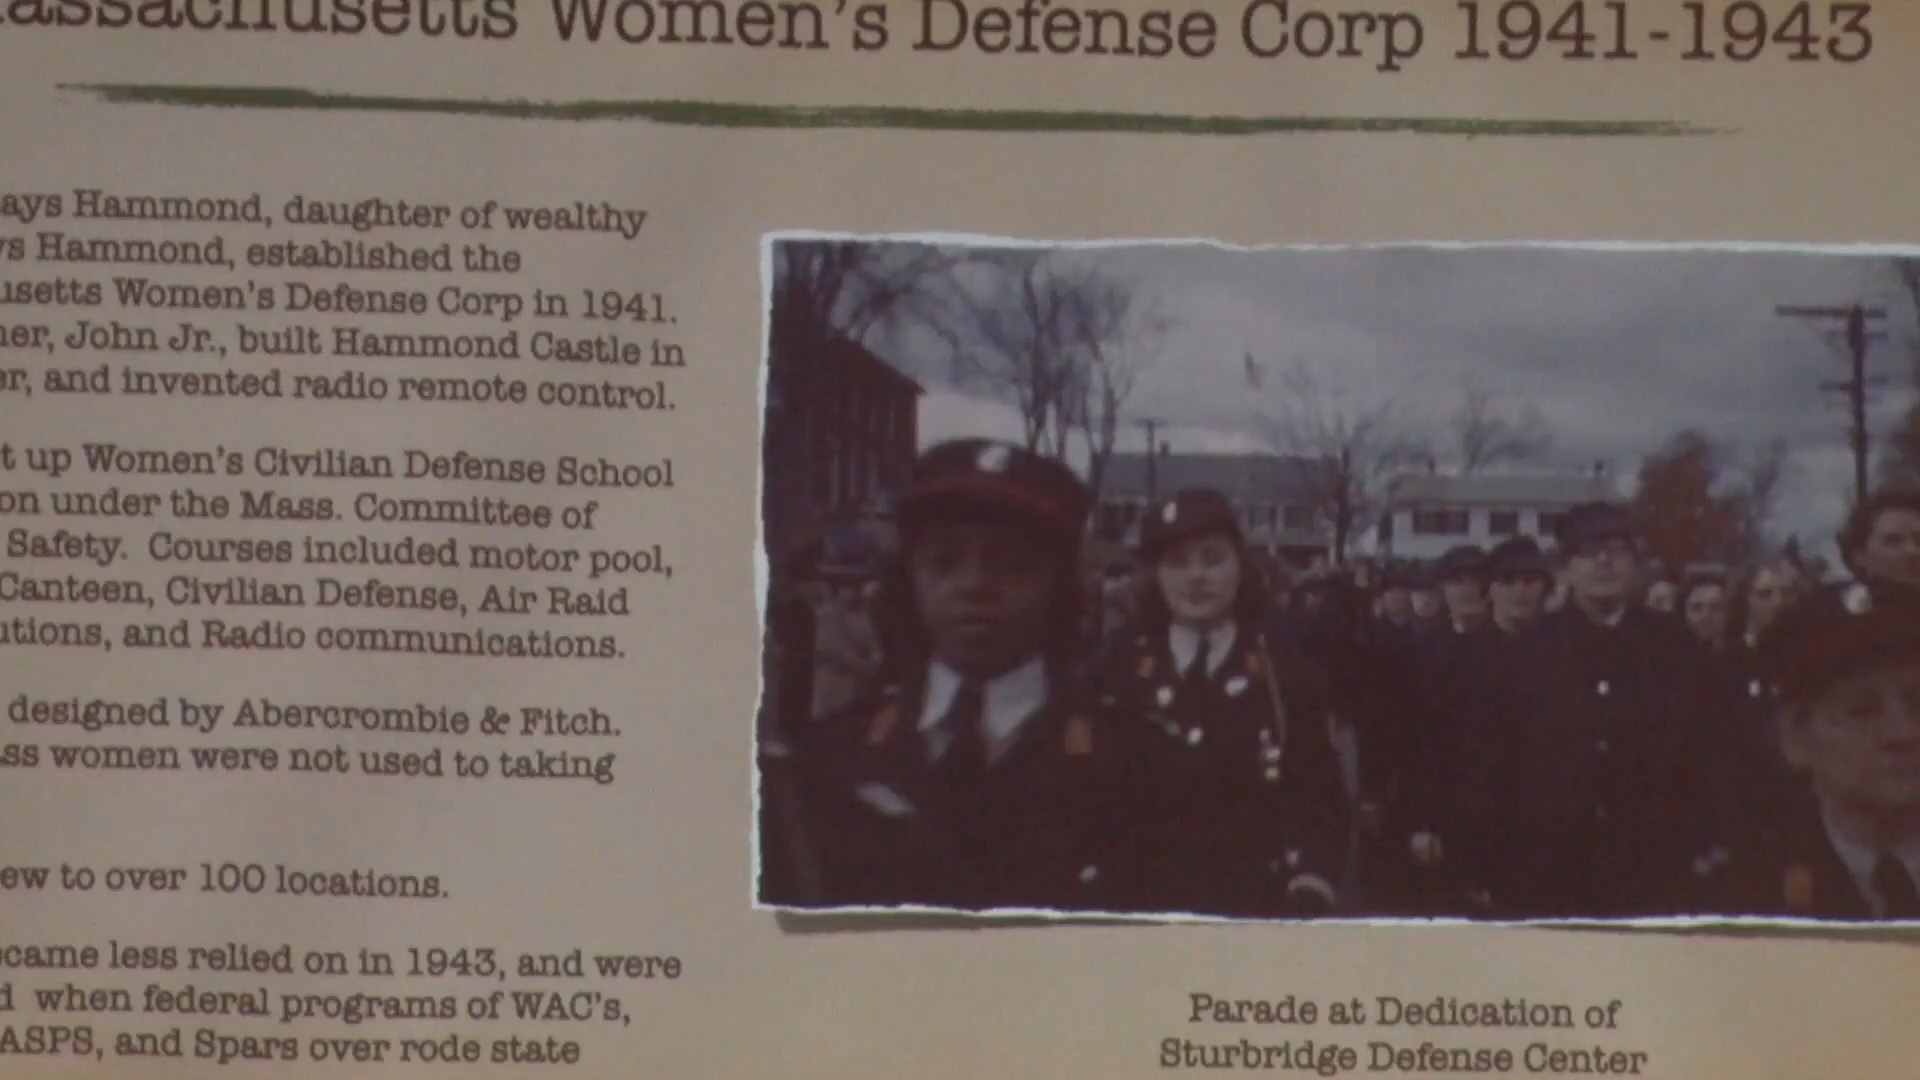 assachusetts Women's Defense Corp 1941-1943
ays Hammond, daughter of wealthy
ys Hammond, established the
usetts Women's Defense Corp in 1941.
her, John Jr., built Hammond Castle in
er, and invented radio remote control.
t up Women's Civilian Defense School
on under the Mass. Committee of
Safety. Courses included motor pool,
Canteen, Civilian Defense, Air Raid
utions, and Radio communications.
designed by Abercrombie & Fitch.
ss women were not used to taking
ew to over 100 locations.
came less relied on in 1943, and were
d when federal programs of WAC's,
ASPS, and Spars over rode state
Parade at Dedication of
Sturbridge Defense Center